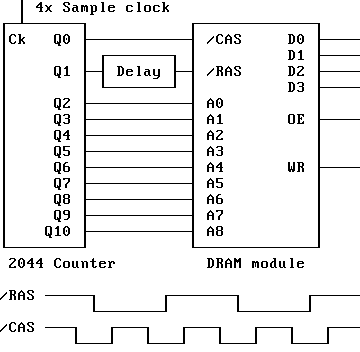 4x Sample clock
Ck Q0 /CAS D0
D1
Q1 Delay /RAS D2
D3
Q2 A0
Q3 A1 OE
Q4 A2
Q5 A3
Q6 A4 WR
Q7 A5
Q8 A6
Q9 A7
Q10 A8
2044 Counter DRAM module
/RAS
/CAS